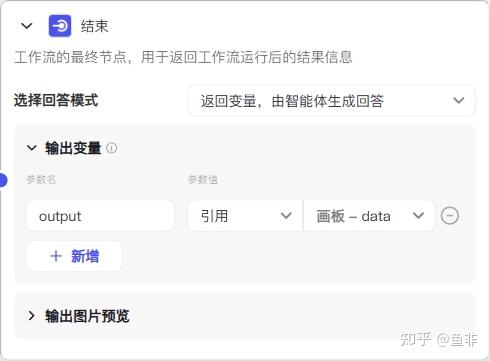 结束
工作流的最终节点，用于返回工作流运行后的结果信息
选择回答模式 返回变量，由智能体生成回答
输出变量
参数名 参数值
output 引用 画板 – data
+ 新增
输出图片预览
知乎 @鱼非